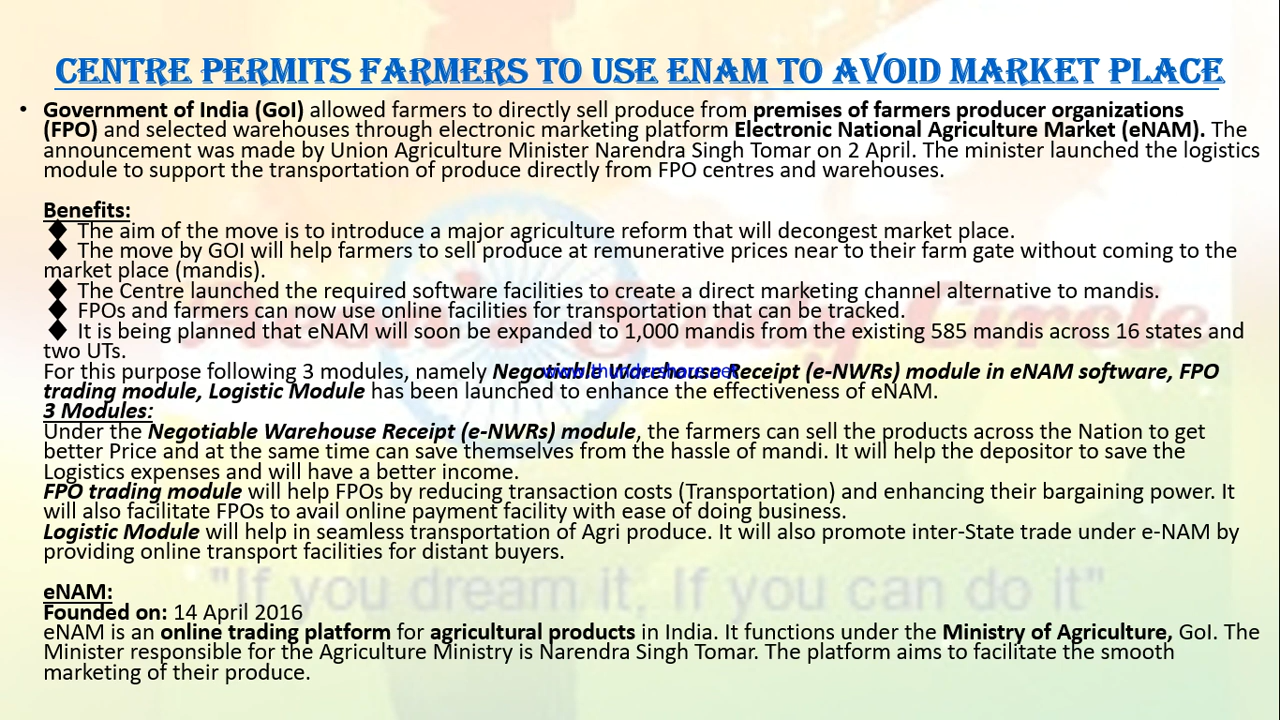 CENTRE PERMITS FARMERS TO USE ENAM TO AVOID MARKET PLACE
• Government of India (GoI) allowed farmers to directly sell produce from premises of farmers producer organizations
(FPO) and selected warehouses through electronic marketing platform Electronic National Agriculture Market (eNAM). The
announcement was made by Union Agriculture Minister Narendra Singh Tomar on 2 April. The minister launched the logistics
module to support the transportation of produce directly from FPO centres and warehouses.
Benefits:
◆ The aim of the move is to introduce a major agriculture reform that will decongest market place.
◆ The move by GOI will help farmers to sell produce at remunerative prices near to their farm gate without coming to the
market place (mandis).
◆ The Centre launched the required software facilities to create a direct marketing channel alternative to mandis.
◆ FPOs and farmers can now use online facilities for transportation that can be tracked.
◆ It is being planned that eNAM will soon be expanded to 1,000 mandis from the existing 585 mandis across 16 states and
two UTs.
For this purpose following 3 modules, namely Negotiable Warehouse Receipt (e-NWRs) module in eNAM software, FPO
trading module, Logistic Module has been launched to enhance the effectiveness of eNAM.
3 Modules:
Under the Negotiable Warehouse Receipt (e-NWRs) module, the farmers can sell the products across the Nation to get
better Price and at the same time can save themselves from the hassle of mandi. It will help the depositor to save the
Logistics expenses and will have a better income.
FPO trading module will help FPOs by reducing transaction costs (Transportation) and enhancing their bargaining power. It
will also facilitate FPOs to avail online payment facility with ease of doing business.
Logistic Module will help in seamless transportation of Agri produce. It will also promote inter-State trade under e-NAM by
providing online transport facilities for distant buyers.
"If you dream it, If you can do it"
eNAM:
Founded on: 14 April 2016
eNAM is an online trading platform for agricultural products in India. It functions under the Ministry of Agriculture, GoI. The
Minister responsible for the Agriculture Ministry is Narendra Singh Tomar. The platform aims to facilitate the smooth
marketing of their produce.